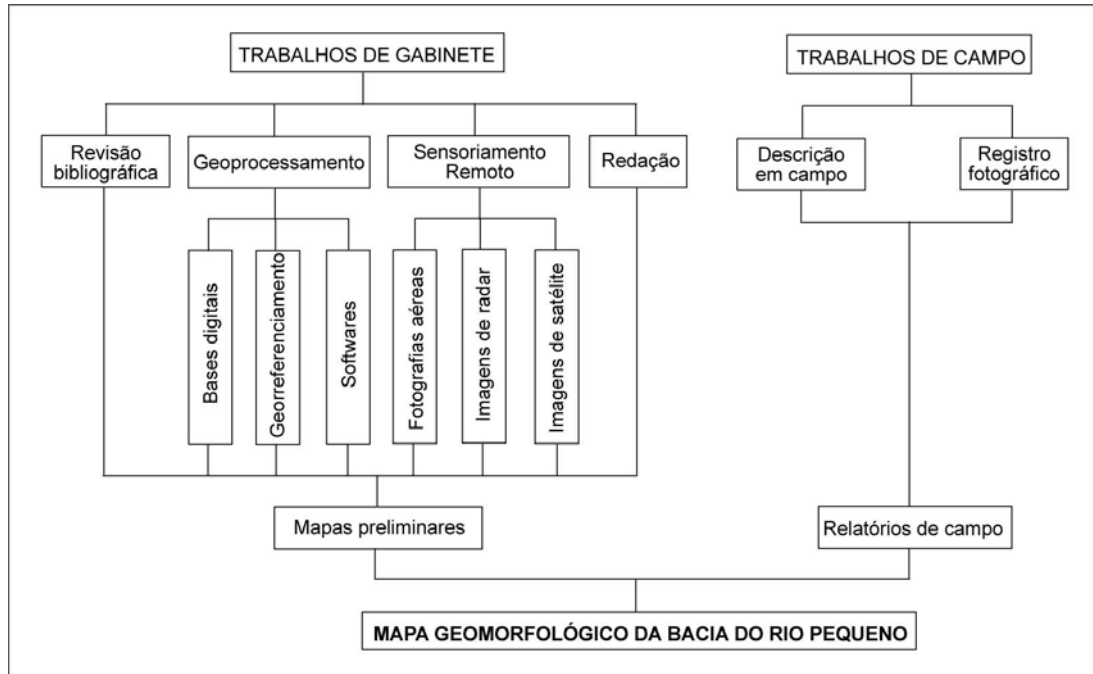 TRABALHOS DE GABINETE
TRABALHOS DE CAMPO
Revisão
bibliográfica
Geoprocessamento
Sensoriamento
Remoto
Redação
Descrição
em campo
Registro
fotográfico
Bases digitais
Georreferenciamento
Softwares
Fotografias aéreas
Imagens de radar
Imagens de satélite
Mapas preliminares
Relatórios de campo
MAPA GEOMORFOLÓGICO DA BACIA DO RIO PEQUENO